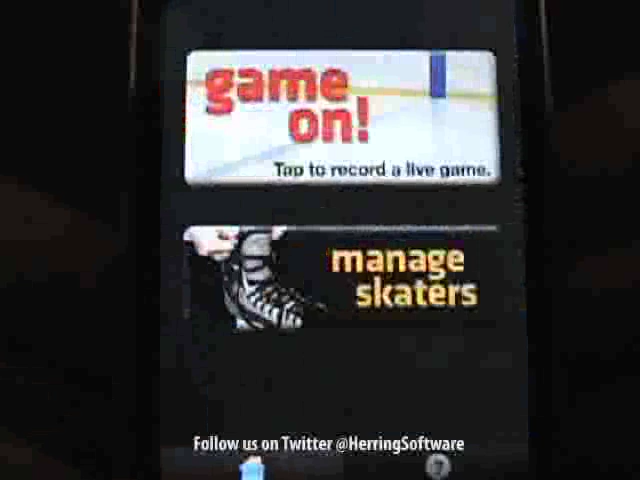 game
on!
Tap to record a live game.
manage
skaters
Follow us on Twitter @HerringSoftware
?